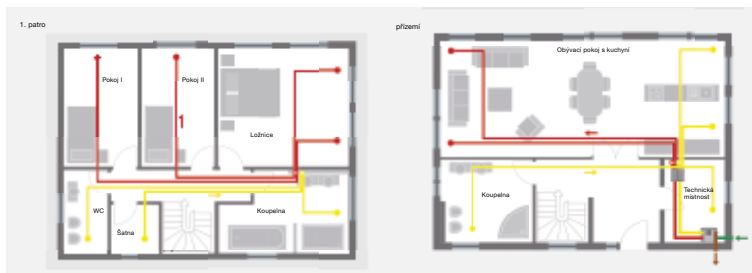 1. patro
Pokoj I
Pokoj II
1
Ložnice
WC
Šatna
Koupelna
přízemí
Obývací pokoj s kuchyní
Koupelna
Technická
místnost